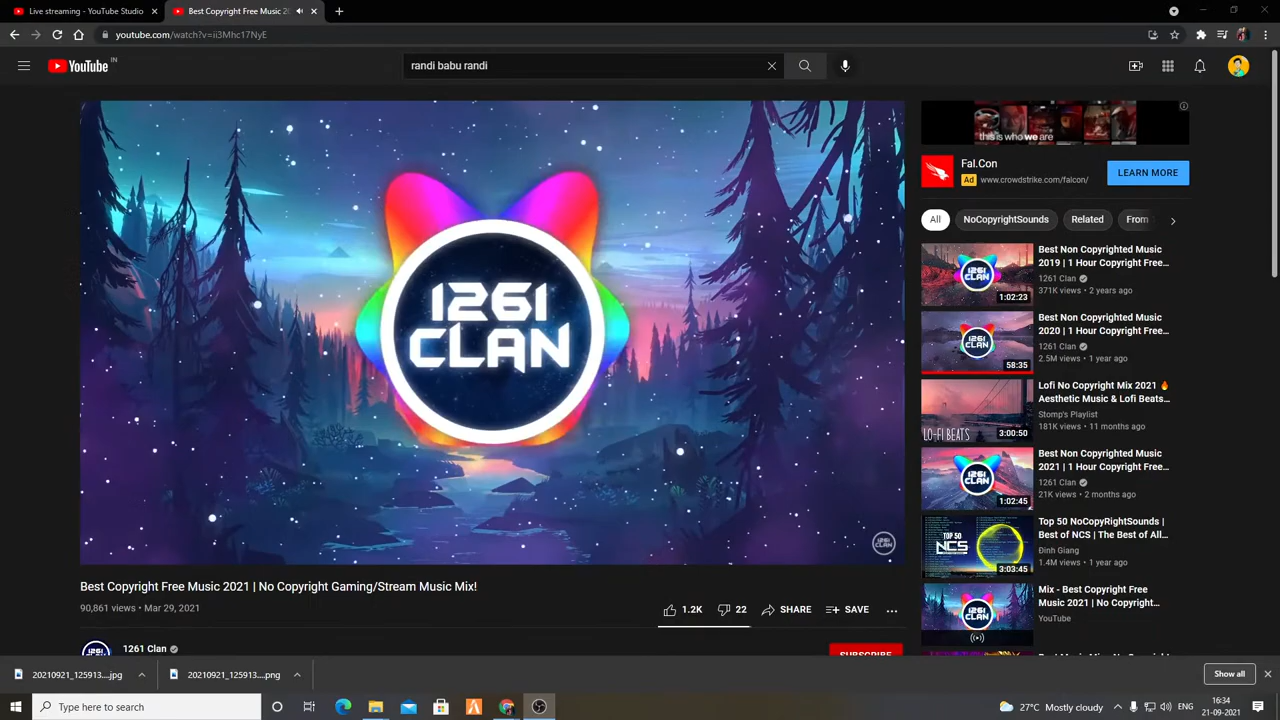 Live streaming - YouTube Studio
Best Copyright Free Music 20
youtube.com/watch?v=ii3Mhc17NyE
YouTube IN
randi babu randi
1261
CLAN
this is who we are
Fal.Con
Ad www.crowdstrike.com/falcon/
LEARN MORE
All NoCopyrightSounds Related From
Best Non Copyrighted Music
2019 | 1 Hour Copyright Free...
1261 Clan
371K views • 2 years ago
1:02:23
Best Non Copyrighted Music
2020 | 1 Hour Copyright Free...
1261 Clan
2.5M views • 1 year ago
58:35
Lofi No Copyright Mix 2021 🔥
Aesthetic Music & Lofi Beats...
Stomp's Playlist
181K views • 11 months ago
LO-FI BEATS
3:00:50
Best Non Copyrighted Music
2021 | 1 Hour Copyright Free...
1261 Clan
21K views • 2 months ago
1:02:45
Top 50 NoCopyRightSounds |
Best of NCS | The Best of All...
Đinh Giang
1.4M views • 1 year ago
TOP 50
NCS
3:03:45
Mix - Best Copyright Free
Music 2021 | No Copyright...
YouTube
Best Copyright Free Music 2021 | No Copyright Gaming/Stream Music Mix!
90,861 views • Mar 29, 2021
1.2K 22 SHARE SAVE
1261 Clan
SUBSCRIBE
20210921_125913....jpg
20210921_125913....png
Show all
Type here to search
27°C Mostly cloudy
ENG
16:34
21-09-2021